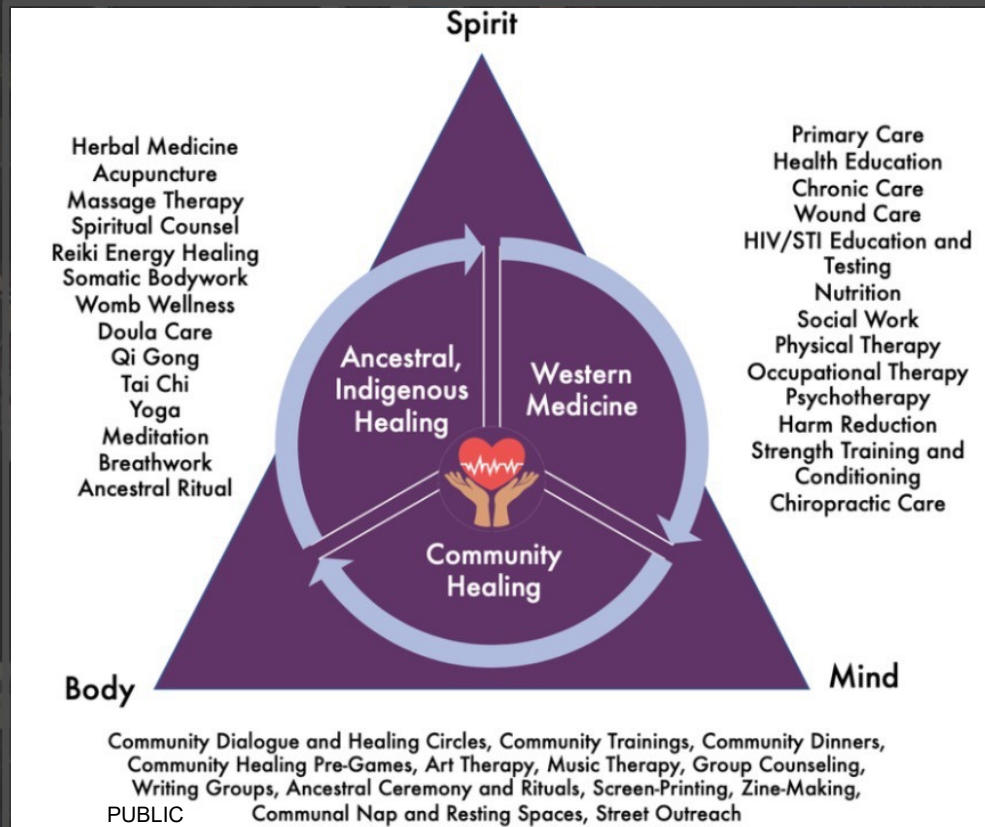 Spirit
Herbal Medicine
Acupuncture
Massage Therapy
Spiritual Counsel
Reiki Energy Healing
Somatic Bodywork
Womb Wellness
Doula Care
Qi Gong
Tai Chi
Yoga
Meditation
Breathwork
Ancestral Ritual
Primary Care
Health Education
Chronic Care
Wound Care
HIV/STI Education and
Testing
Nutrition
Social Work
Physical Therapy
Occupational Therapy
Psychotherapy
Harm Reduction
Strength Training and
Conditioning
Chiropractic Care
Ancestral,
Indigenous
Healing
Western
Medicine
Community
Healing
Body
Mind
Community Dialogue and Healing Circles, Community Trainings, Community Dinners,
Community Healing Pre-Games, Art Therapy, Music Therapy, Group Counseling,
Writing Groups, Ancestral Ceremony and Rituals, Screen-Printing, Zine-Making,
Communal Nap and Resting Spaces, Street Outreach
PUBLIC